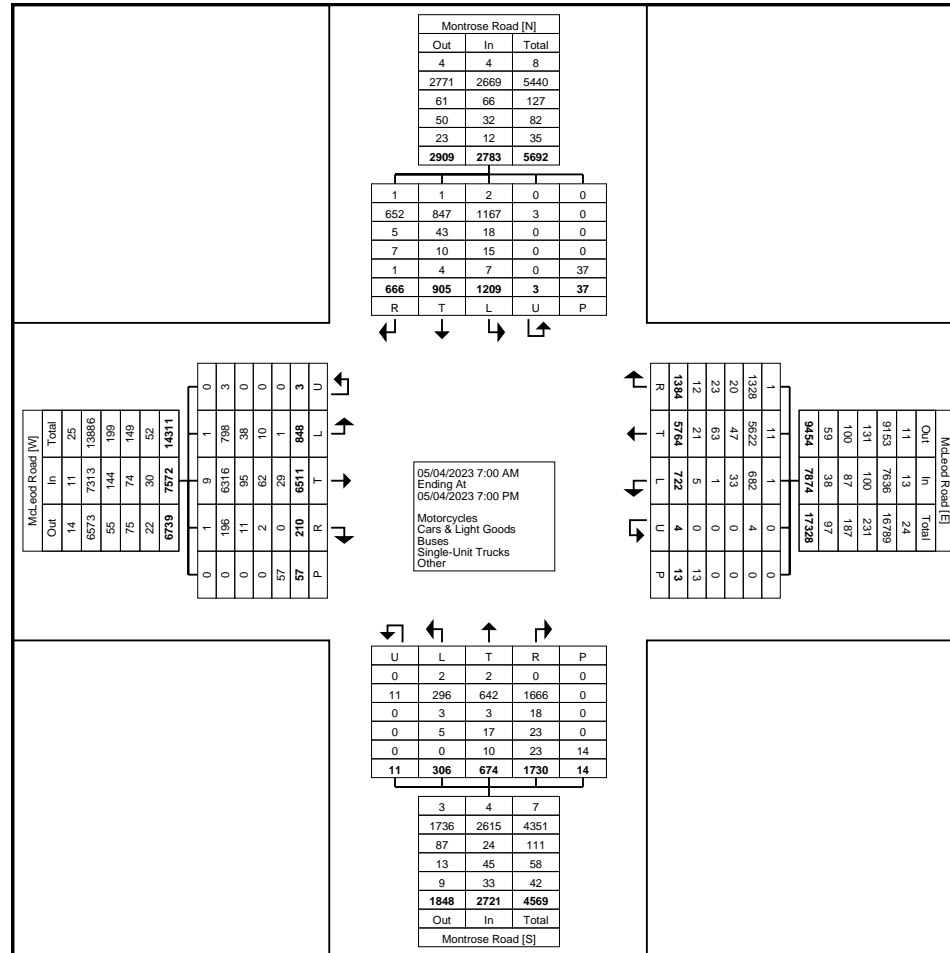 Montrose Road [N]
Out In Total
4 4 8
2771 2669 5440
61 66 127
50 32 82
23 12 35
2909 2783 5692
1 1 2 0 0
652 847 1167 3 0
5 43 18 0 0
7 10 15 0 0
1 4 7 0 37
666 905 1209 3 37
R T L U P
McLeod Road [W]
Total 25 13886 199 149 52 14311
In 11 7313 144 74 30 7572
Out 14 6573 55 75 22 6739
0 3 0 0 0 3 U
1 798 38 10 1 848 L
9 6316 95 62 29 6511 T
1 196 11 2 0 210 R
0 0 0 0 57 57 P
05/04/2023 7:00 AM
Ending At
05/04/2023 7:00 PM
Motorcycles
Cars & Light Goods
Buses
Single-Unit Trucks
Other
R 1384 12 23 20 1328 1
T 5764 21 63 47 5622 11
L 722 5 1 33 682 1
U 4 0 0 0 4 0
P 13 13 0 0 0 0
McLeod Road [E]
Out In Total
11 13 24
9153 7636 16789
131 100 231
100 87 187
59 38 97
9454 7874 17328
U L T R P
0 2 2 0 0
11 296 642 1666 0
0 3 3 18 0
0 5 17 23 0
0 0 10 23 14
11 306 674 1730 14
3 4 7
1736 2615 4351
87 24 111
13 45 58
9 33 42
1848 2721 4569
Out In Total
Montrose Road [S]